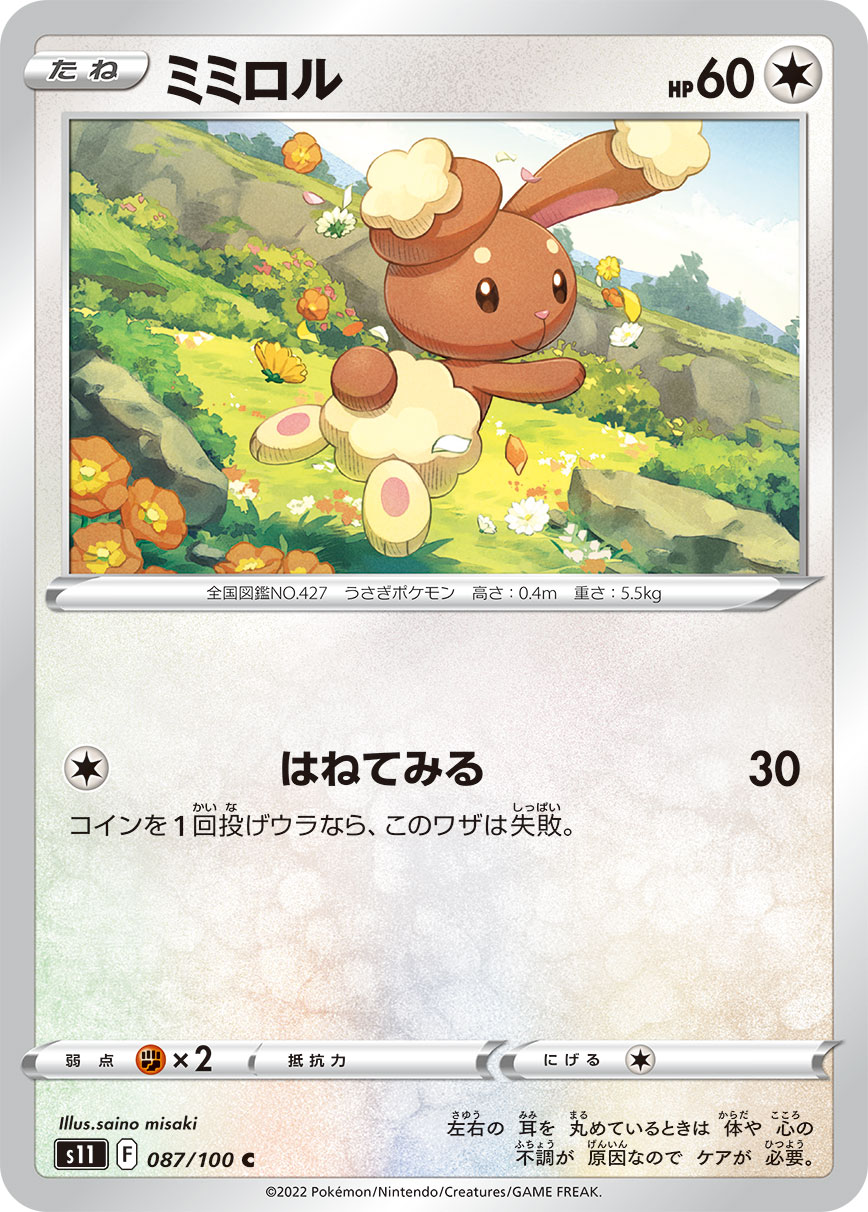 たね ミミロル HP60
全国図鑑NO.427 うさぎポケモン 高さ:0.4m 重さ:5.5kg
はねてみる 30
コインを1回投げウラなら、このワザは失敗。
弱点 ×2 抵抗力 にげる
Illus.saino misaki
左右の 耳を 丸めているときは 体や 心の
不調が 原因なので ケアが 必要。
s11 F 087/100 C
©2022 Pokémon/Nintendo/Creatures/GAME FREAK.